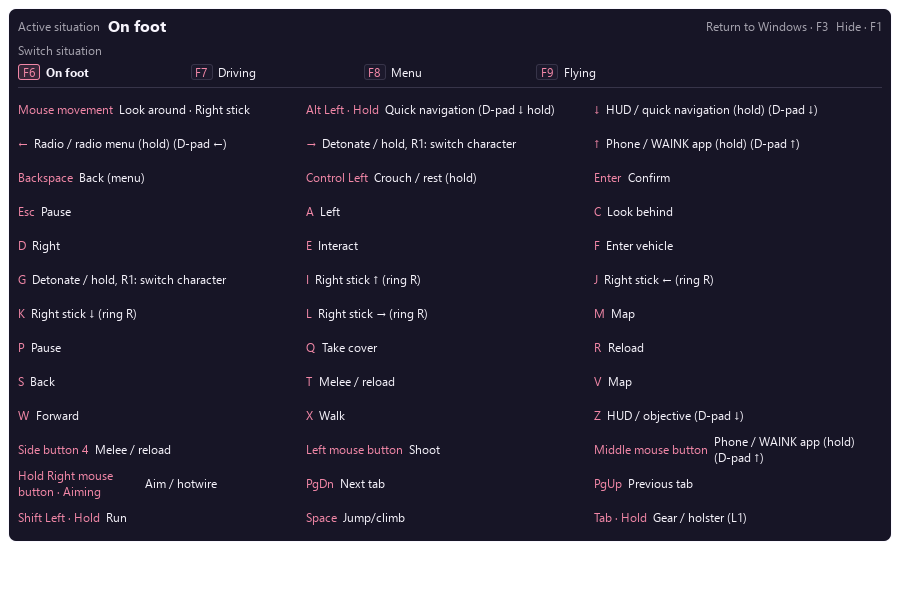 Active situation On foot Return to Windows · F3 Hide · F1
Switch situation
F6 On foot F7 Driving F8 Menu F9 Flying
Mouse movement Look around · Right stick Alt Left · Hold Quick navigation (D-pad ↓ hold) ↓ HUD / quick navigation (hold) (D-pad ↓)
← Radio / radio menu (hold) (D-pad ←) → Detonate / hold, R1: switch character ↑ Phone / WAINK app (hold) (D-pad ↑)
Backspace Back (menu) Control Left Crouch / rest (hold) Enter Confirm
Esc Pause A Left C Look behind
D Right E Interact F Enter vehicle
G Detonate / hold, R1: switch character I Right stick ↑ (ring R) J Right stick ← (ring R)
K Right stick ↓ (ring R) L Right stick → (ring R) M Map
P Pause Q Take cover R Reload
S Back T Melee / reload V Map
W Forward X Walk Z HUD / objective (D-pad ↓)
Side button 4 Melee / reload Left mouse button Shoot Middle mouse button Phone / WAINK app (hold)
(D-pad ↑)
Hold Right mouse
button · Aiming Aim / hotwire PgDn Next tab PgUp Previous tab
Shift Left · Hold Run Space Jump/climb Tab · Hold Gear / holster (L1)